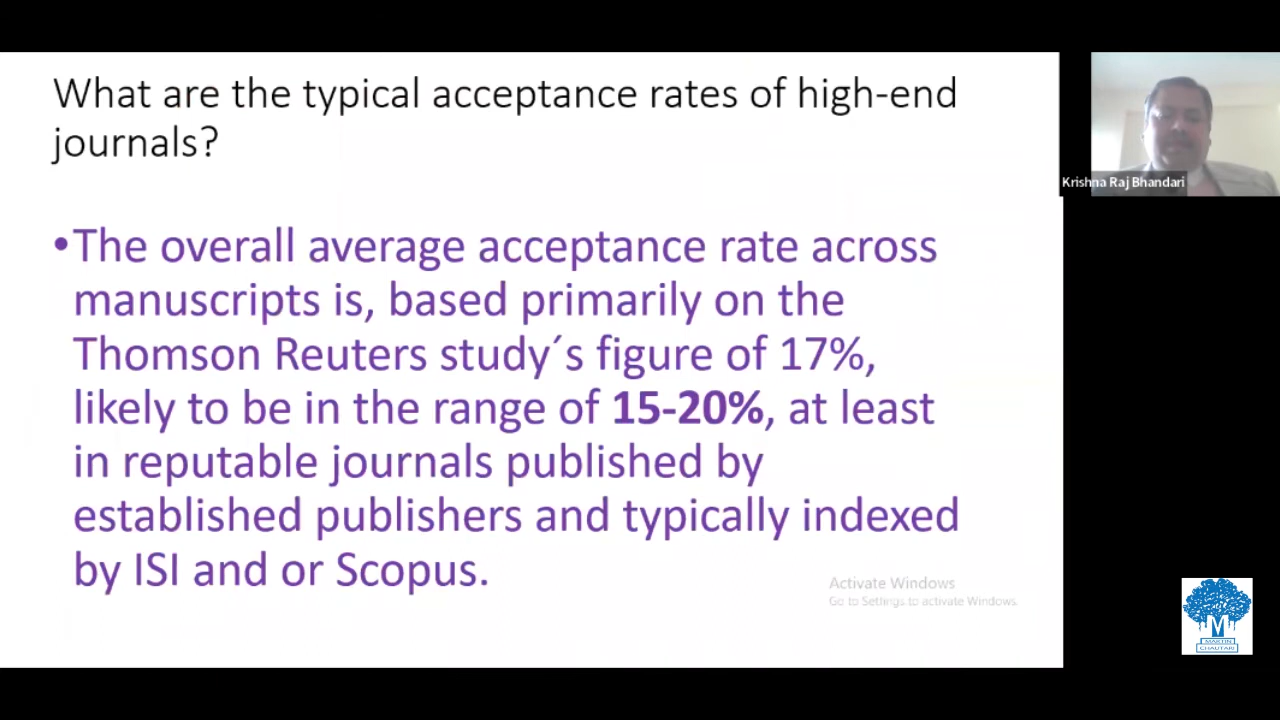 What are the typical acceptance rates of high-end
journals?
Krishna Raj Bhandari
•The overall average acceptance rate across
manuscripts is, based primarily on the
Thomson Reuters study´s figure of 17%,
likely to be in the range of 15-20%, at least
in reputable journals published by
established publishers and typically indexed
by ISI and or Scopus.
Activate Windows
Go to Settings to activate Windows.
M
MARTIN
CHAUTARI